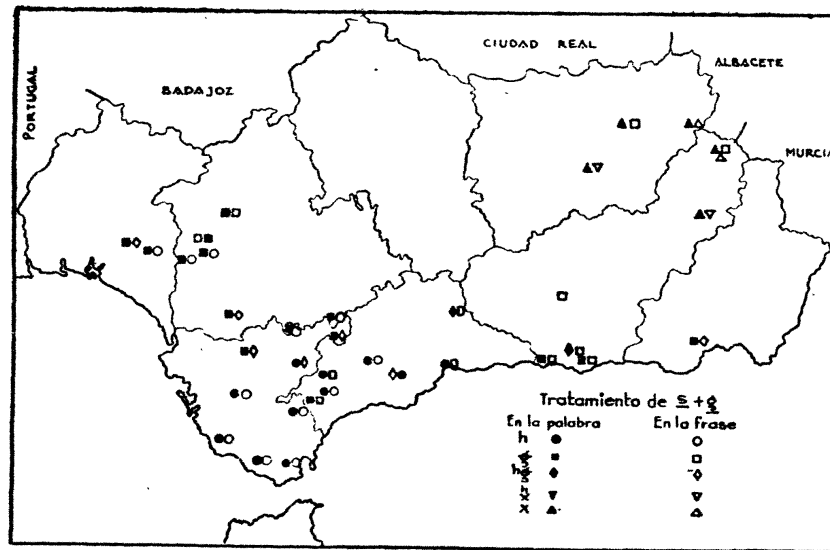 CIUDAD REAL
ALBACETE
BADAJOZ
PORTUGAL
MURCIA
Tratamiento de s + g
En la palabra En la frase
h
x